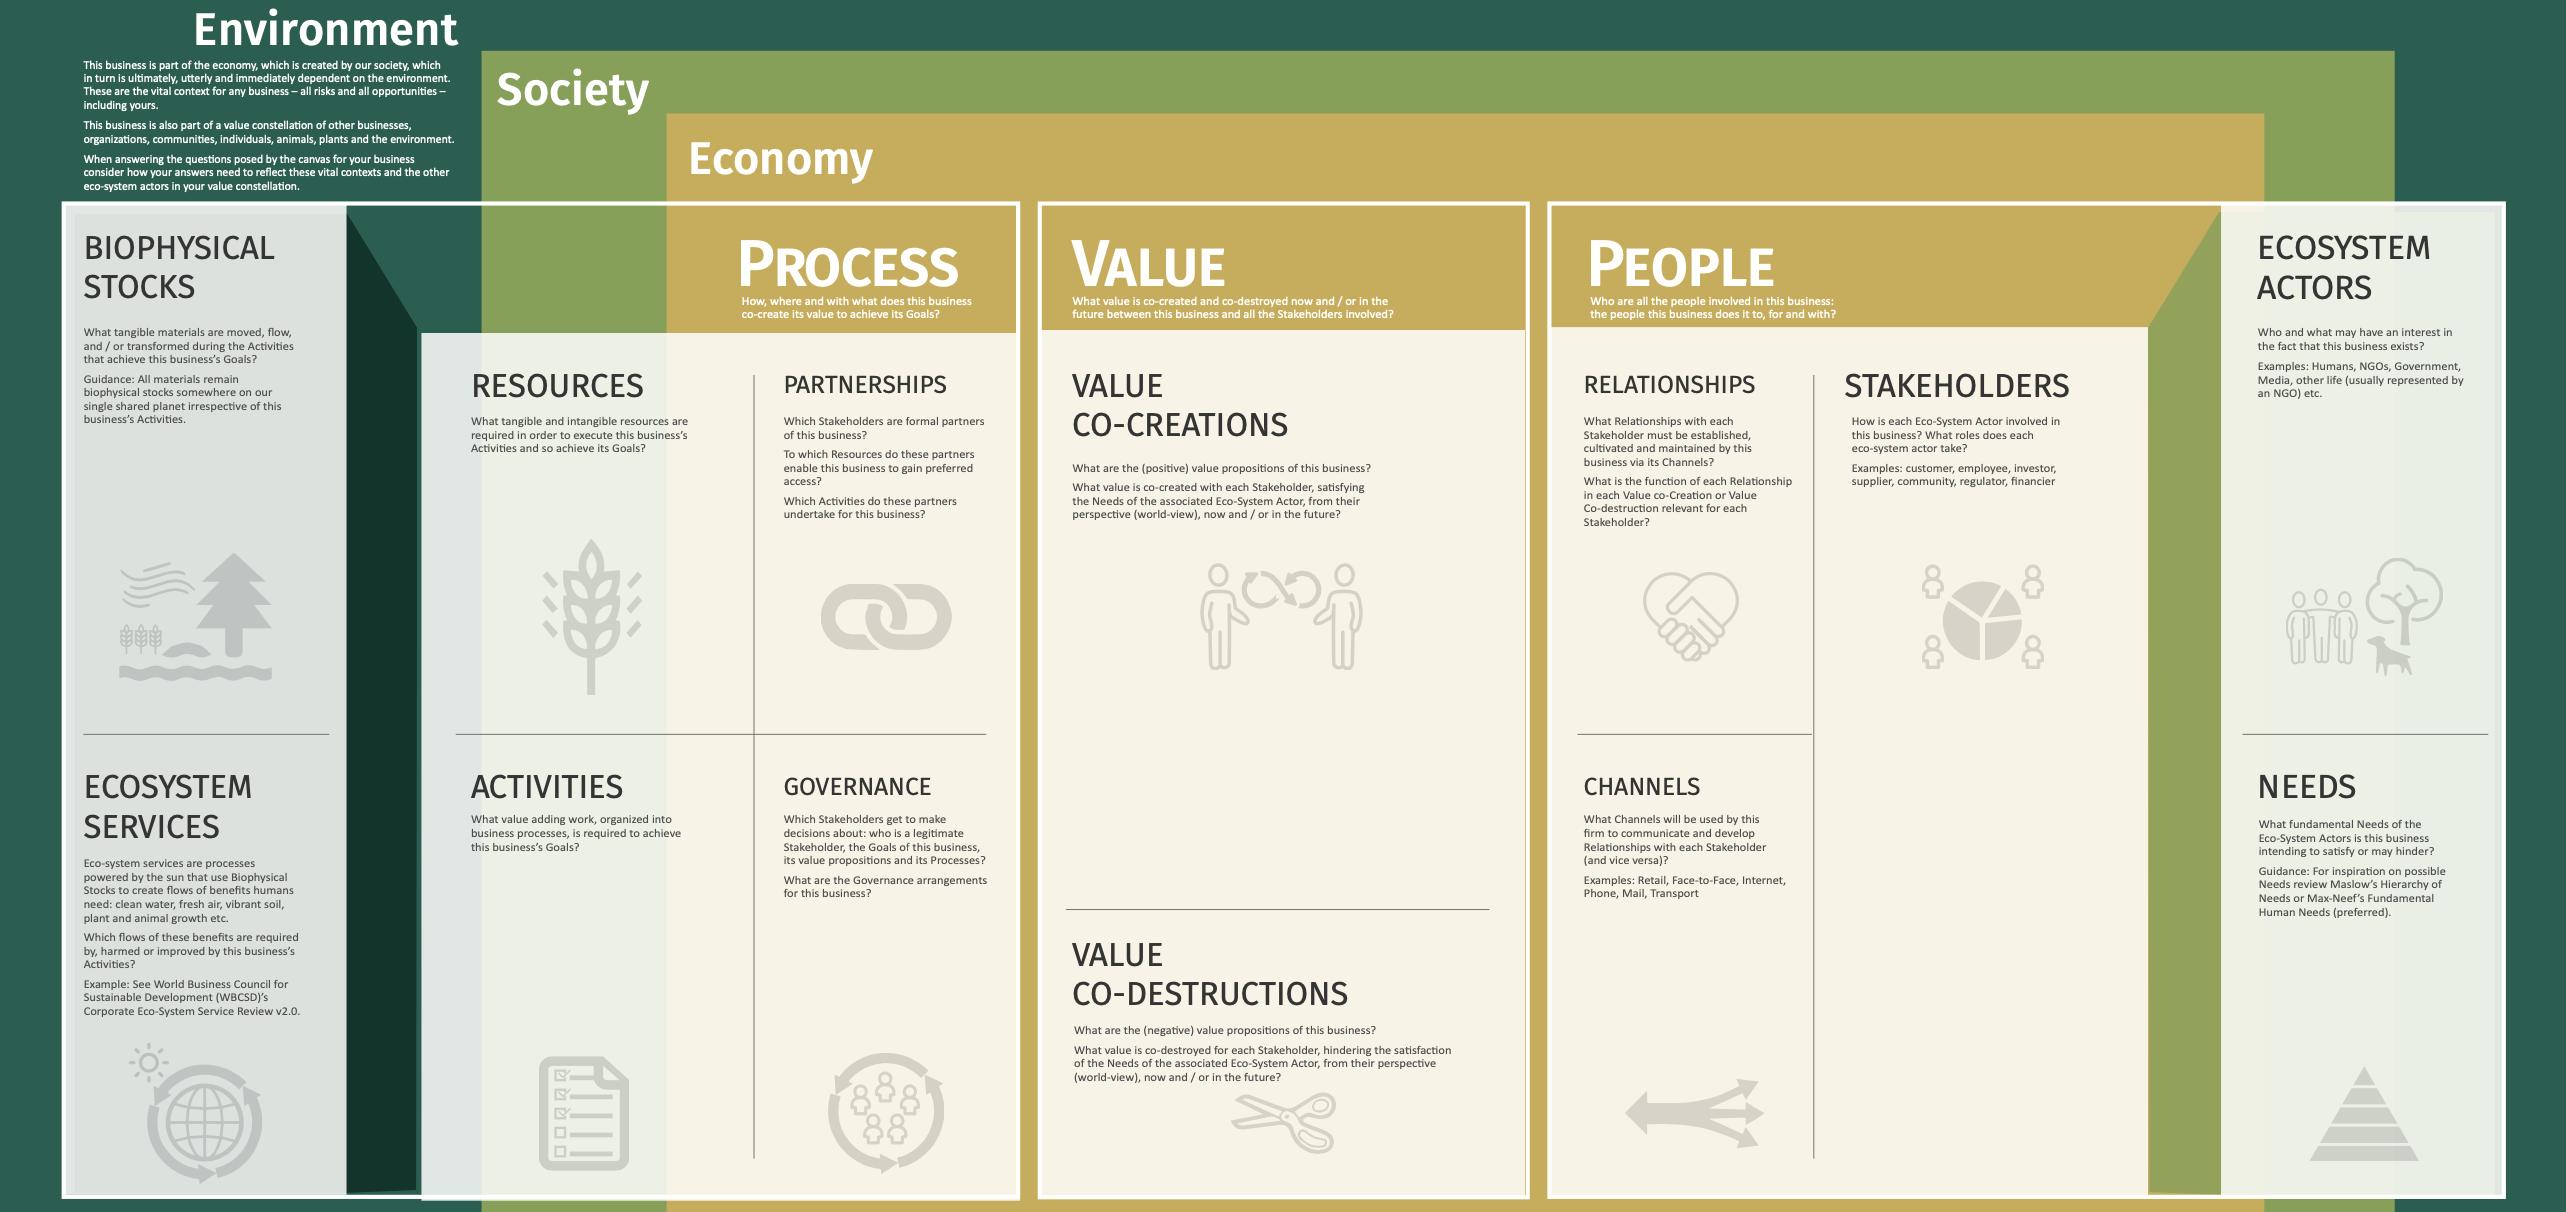 Environment
This business is part of the economy, which is created by our society, which
in turn is ultimately, utterly and immediately dependent on the environment.
These are the vital context for any business – all risks and all opportunities –
including yours.
This business is also part of a value constellation of other businesses,
organizations, communities, individuals, animals, plants and the environment.
When answering the questions posed by the canvas for your business
consider how your answers need to reflect these vital contexts and the other
eco-system actors in your value constellation.
Society
Economy
BIOPHYSICAL
STOCKS
What tangible materials are moved, flow,
and / or transformed during the Activities
that achieve this business's Goals?
Guidance: All materials remain
biophysical stocks somewhere on our
single shared planet irrespective of this
business's Activities.
ECOSYSTEM
SERVICES
Eco-system services are processes
powered by the sun that use Biophysical
Stocks to create flows of benefits humans
need: clean water, fresh air, vibrant soil,
plant and animal growth etc.
Which flows of these benefits are required
by, harmed or improved by this business's
Activities?
Example: See World Business Council for
Sustainable Development (WBCSD)'s
Corporate Eco-System Service Review v2.0.
PROCESS
How, where and with what does this business
co-create its value to achieve its Goals?
RESOURCES
What tangible and intangible resources are
required in order to execute this business's
Activities and so achieve its Goals?
PARTNERSHIPS
Which Stakeholders are formal partners
of this business?
To which Resources do these partners
enable this business to gain preferred
access?
Which Activities do these partners
undertake for this business?
ACTIVITIES
What value adding work, organized into
business processes, is required to achieve
this business's Goals?
GOVERNANCE
Which Stakeholders get to make
decisions about: who is a legitimate
Stakeholder, the Goals of this business,
its value propositions and its Processes?
What are the Governance arrangements
for this business?
VALUE
What value is co-created and co-destroyed now and / or in the
future between this business and all the Stakeholders involved?
VALUE
CO-CREATIONS
What are the (positive) value propositions of this business?
What value is co-created with each Stakeholder, satisfying
the Needs of the associated Eco-System Actor, from their
perspective (world-view), now and / or in the future?
VALUE
CO-DESTRUCTIONS
What are the (negative) value propositions of this business?
What value is co-destroyed for each Stakeholder, hindering the satisfaction
of the Needs of the associated Eco-System Actor, from their perspective
(world-view), now and / or in the future?
PEOPLE
Who are all the people involved in this business:
the people this business does it to, for and with?
RELATIONSHIPS
What Relationships with each
Stakeholder must be established,
cultivated and maintained by this
business via its Channels?
What is the function of each Relationship
in each Value co-Creation or Value
Co-destruction relevant for each
Stakeholder?
STAKEHOLDERS
How is each Eco-System Actor involved in
this business? What roles does each
eco-system actor take?
Examples: customer, employee, investor,
supplier, community, regulator, financier
CHANNELS
What Channels will be used by this
firm to communicate and develop
Relationships with each Stakeholder
(and vice versa)?
Examples: Retail, Face-to-Face, Internet,
Phone, Mail, Transport
ECOSYSTEM
ACTORS
Who and what may have an interest in
the fact that this business exists?
Examples: Humans, NGOs, Government,
Media, other life (usually represented by
an NGO) etc.
NEEDS
What fundamental Needs of the
Eco-System Actors is this business
intending to satisfy or may hinder?
Guidance: For inspiration on possible
Needs review Maslow's Hierarchy of
Needs or Max-Neef's Fundamental
Human Needs (preferred).